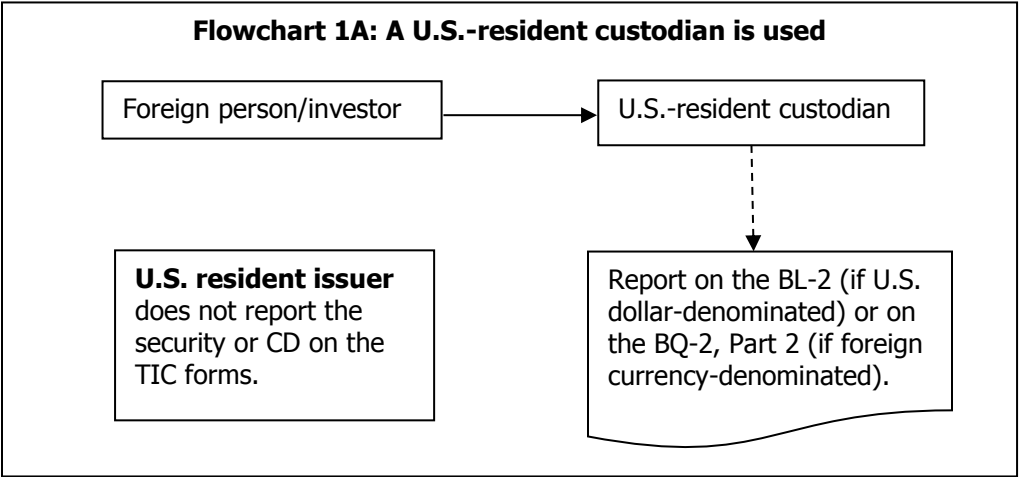 Flowchart 1A: A U.S.-resident custodian is used
Foreign person/investor
U.S.-resident custodian
U.S. resident issuer
does not report the
security or CD on the
TIC forms.
Report on the BL-2 (if U.S.
dollar-denominated) or on
the BQ-2, Part 2 (if foreign
currency-denominated).